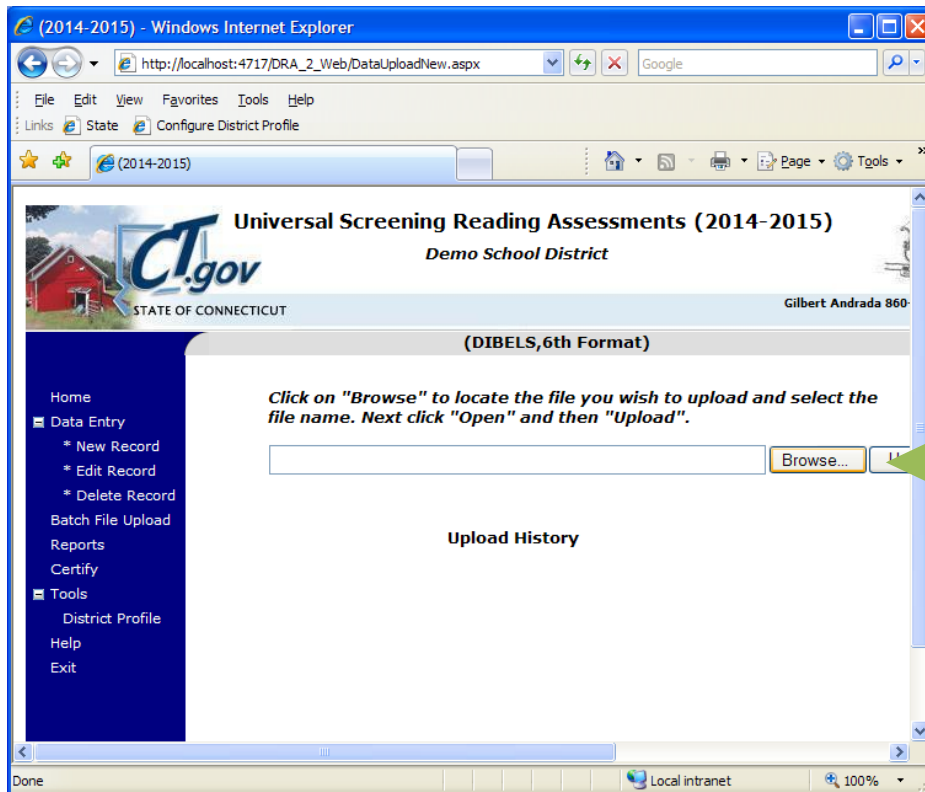 (2014-2015) - Windows Internet Explorer
http://localhost:4717/DRA_2_Web/DataUploadNew.aspx
Google
File Edit View Favorites Tools Help
Links State Configure District Profile
(2014-2015)
Page Tools
CT.gov
STATE OF CONNECTICUT
Universal Screening Reading Assessments (2014-2015)
Demo School District
Gilbert Andrada 860-
(DIBELS,6th Format)
Home
Data Entry
* New Record
* Edit Record
* Delete Record
Batch File Upload
Reports
Certify
Tools
District Profile
Help
Exit
Click on "Browse" to locate the file you wish to upload and select the
file name. Next click "Open" and then "Upload".
Browse...
Upload History
Done
Local intranet
100%